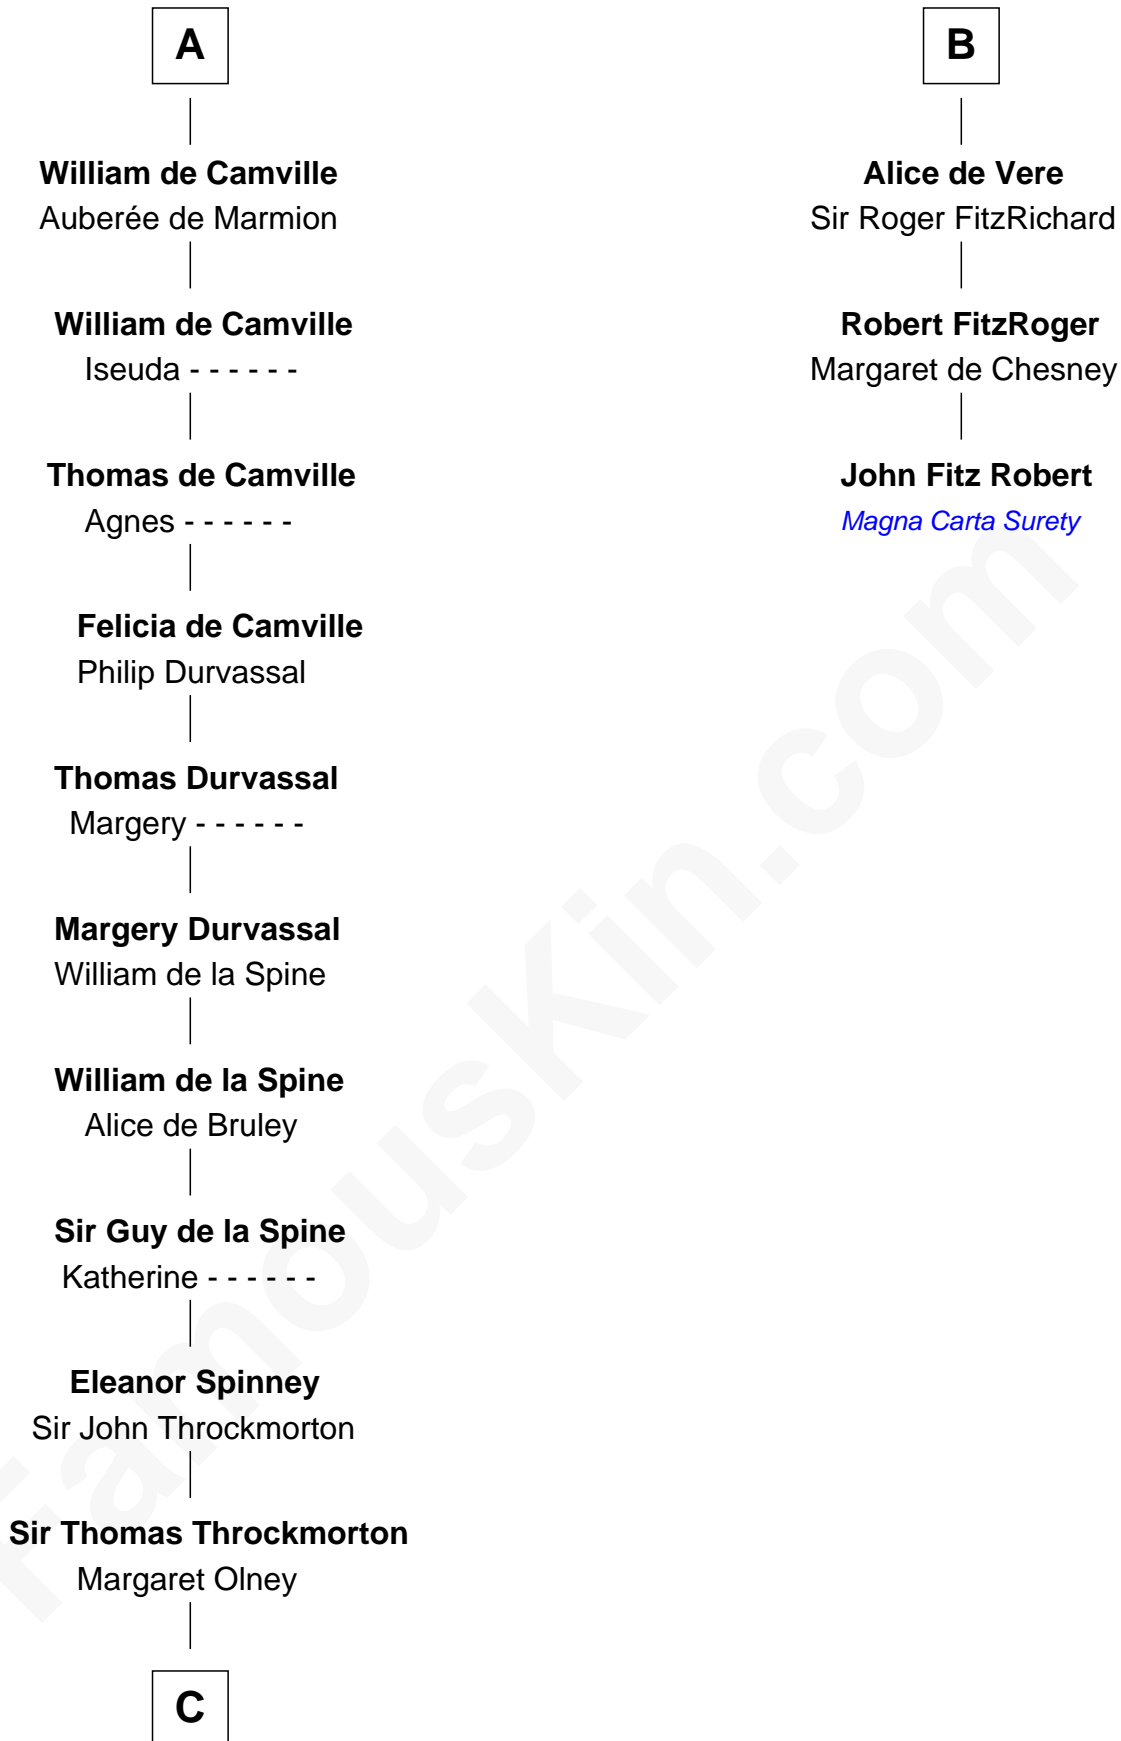 A
William de Camville
Auberée de Marmion
William de Camville
Iseuda - - - - - -
Thomas de Camville
Agnes - - - - - -
Felicia de Camville
Philip Durvassal
Thomas Durvassal
Margery - - - - - -
Margery Durvassal
William de la Spine
William de la Spine
Alice de Bruley
Sir Guy de la Spine
Katherine - - - - - -
Eleanor Spinney
Sir John Throckmorton
Sir Thomas Throckmorton
Margaret Olney
C
B
Alice de Vere
Sir Roger FitzRichard
Robert FitzRoger
Margaret de Chesney
John Fitz Robert
Magna Carta Surety
FamousKin.com